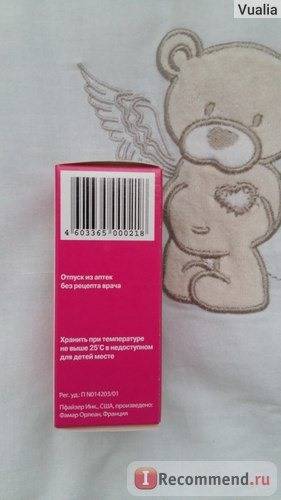 Vualia
4 603365 000218
Отпуск из аптек
без рецепта врача
Хранить при температуре
не выше 25°С в недоступном
для детей месте
Рег. уд.: П N014203/01
Пфайзер Инк., США, произведено:
Фамар Орлеан, Франция
I Recommend.ru